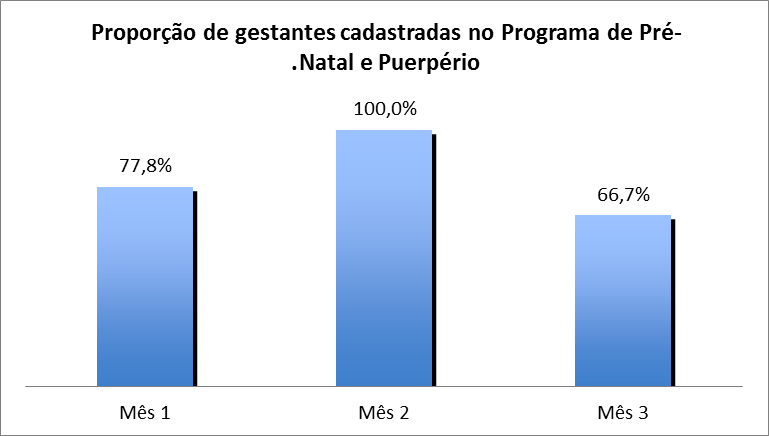 Proporção de gestantes cadastradas no Programa de Pré-
.Natal e Puerpério
100,0%
77,8%
66,7%
Mês 1
Mês 2
Mês 3